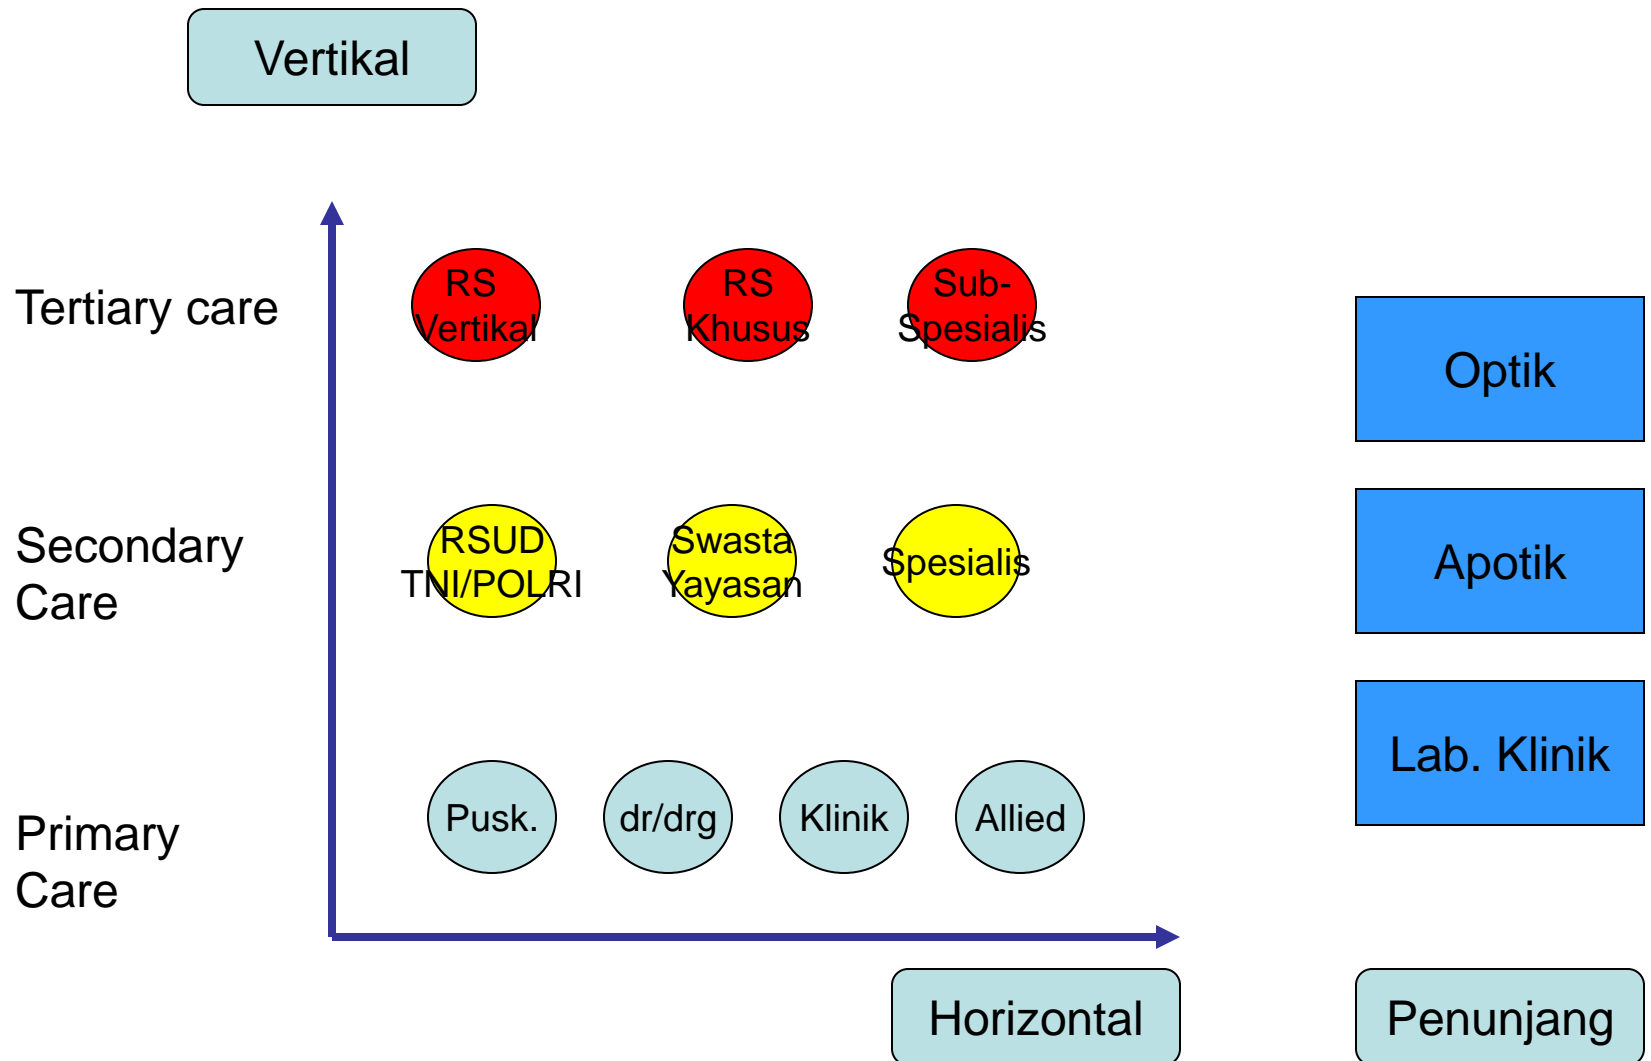 Vertikal
Tertiary care
RS
Vertikal
RS
Khusus
Sub-
Spesialis
Optik
Secondary
Care
RSUD
TNI/POLRI
Swasta
Yayasan
Spesialis
Apotik
Lab. Klinik
Primary
Care
Pusk.
dr/drg
Klinik
Allied
Horizontal
Penunjang